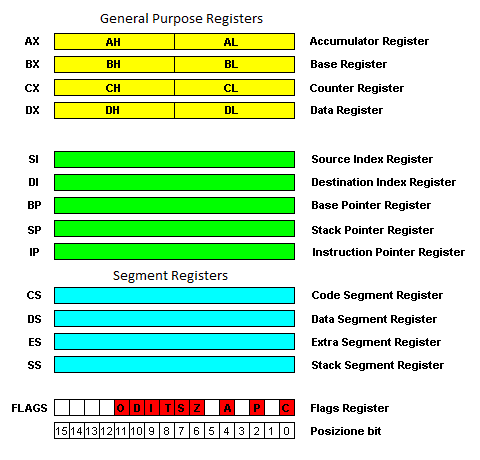 General Purpose Registers
AX AH AL Accumulator Register
BX BH BL Base Register
CX CH CL Counter Register
DX DH DL Data Register
SI Source Index Register
DI Destination Index Register
BP Base Pointer Register
SP Stack Pointer Register
IP Instruction Pointer Register
Segment Registers
CS Code Segment Register
DS Data Segment Register
ES Extra Segment Register
SS Stack Segment Register
FLAGS O D I T S Z A P C Flags Register
15 14 13 12 11 10 9 8 7 6 5 4 3 2 1 0 Posizione bit